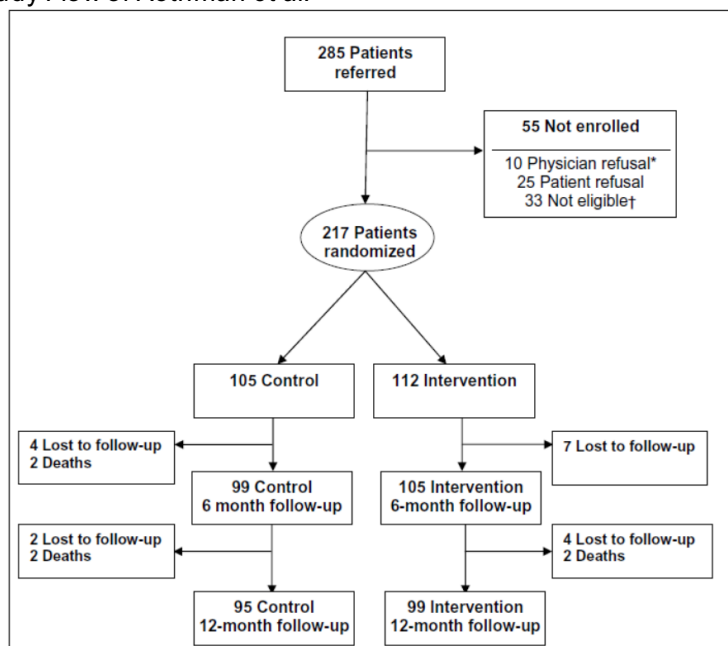 285 Patients
referred
55 Not enrolled
10 Physician refusal*
25 Patient refusal
33 Not eligible†
217 Patients
randomized
105 Control
112 Intervention
4 Lost to follow-up
2 Deaths
7 Lost to follow-up
99 Control
6 month follow-up
105 Intervention
6-month follow-up
2 Lost to follow-up
2 Deaths
4 Lost to follow-up
2 Deaths
95 Control
12-month follow-up
99 Intervention
12-month follow-up